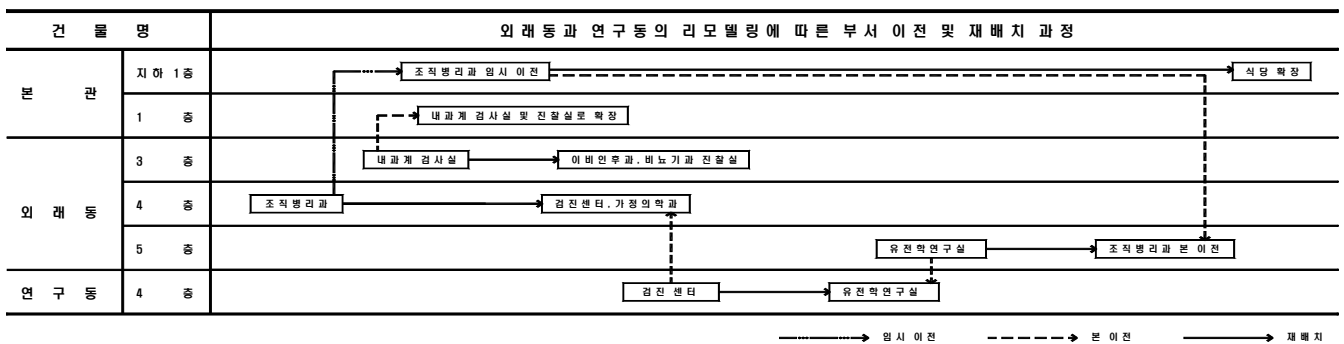 건 물 명 외래동과 연구동의 리모델링에 따른 부서 이전 및 재배치 과정
본 관 지하 1층 조직병리과 임시 이전 식당 확장
1 층 내과계 검사실 및 진찰실로 확장
외 래 동 3 층 내과계 검사실 이비인후과.비뇨기과 진찰실
4 층 조직병리과 검진센터.가정의학과
5 층 유전학연구실 조직병리과 본 이전
연 구 동 4 층 검진 센터 유전학연구실
임시 이전 본 이전 재배치